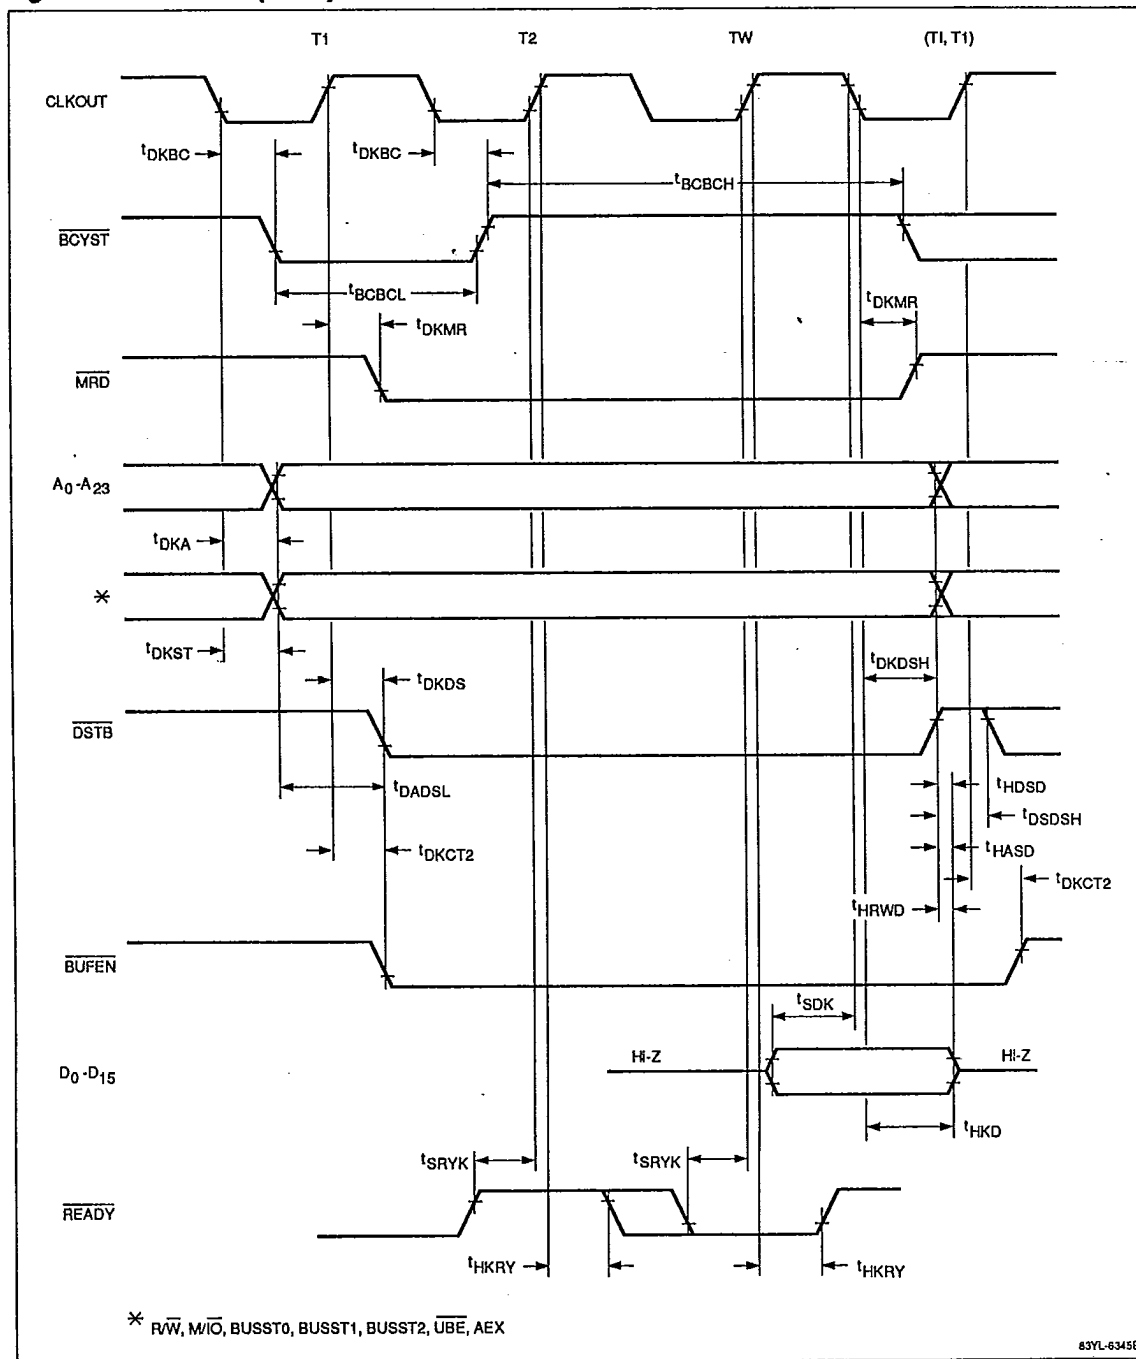 T1 T2 TW (TI, T1)
CLKOUT
tDKBC tDKBC
tBCBCH
BCYST
tBCBCL
tDKMR tDKMR
MRD
A0-A23
tDKA
*
tDKST
tDKDS tDKDSH
DSTB
tDADSL tHDSD
tDSDSH
tDKCT2 tHASD
tDKCT2
tHRWD
BUFEN
tSDK
D0-D15 Hi-Z Hi-Z
tHKD
tSRYK tSRYK
READY
tHKRY tHKRY
* R/W, M/IO, BUSST0, BUSST1, BUSST2, UBE, AEX
83YL-6345B